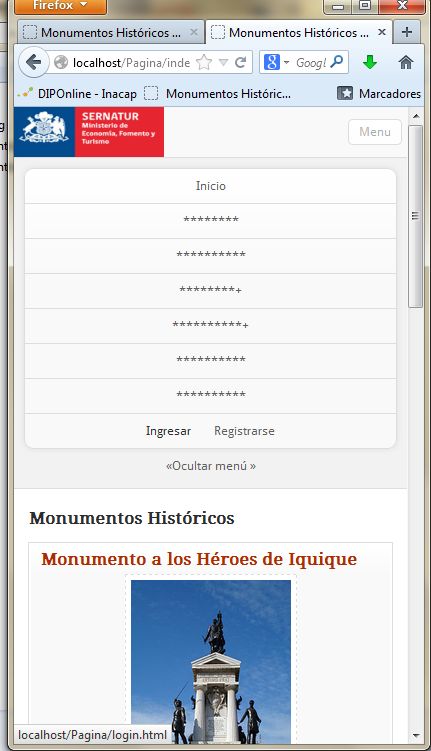 Firefox
Monumentos Históricos ...
Monumentos Históricos ...
localhost/Pagina/inde
Googl
DIPOnline - Inacap
Monumentos Históric...
Marcadores
SERNATUR
Ministerio de
Economía, Fomento y
Turismo
Menu
Inicio
********
**********
********+
**********+
**********
**********
Ingresar Registrarse
«Ocultar menú »
Monumentos Históricos
Monumento a los Héroes de Iquique
localhost/Pagina/login.html